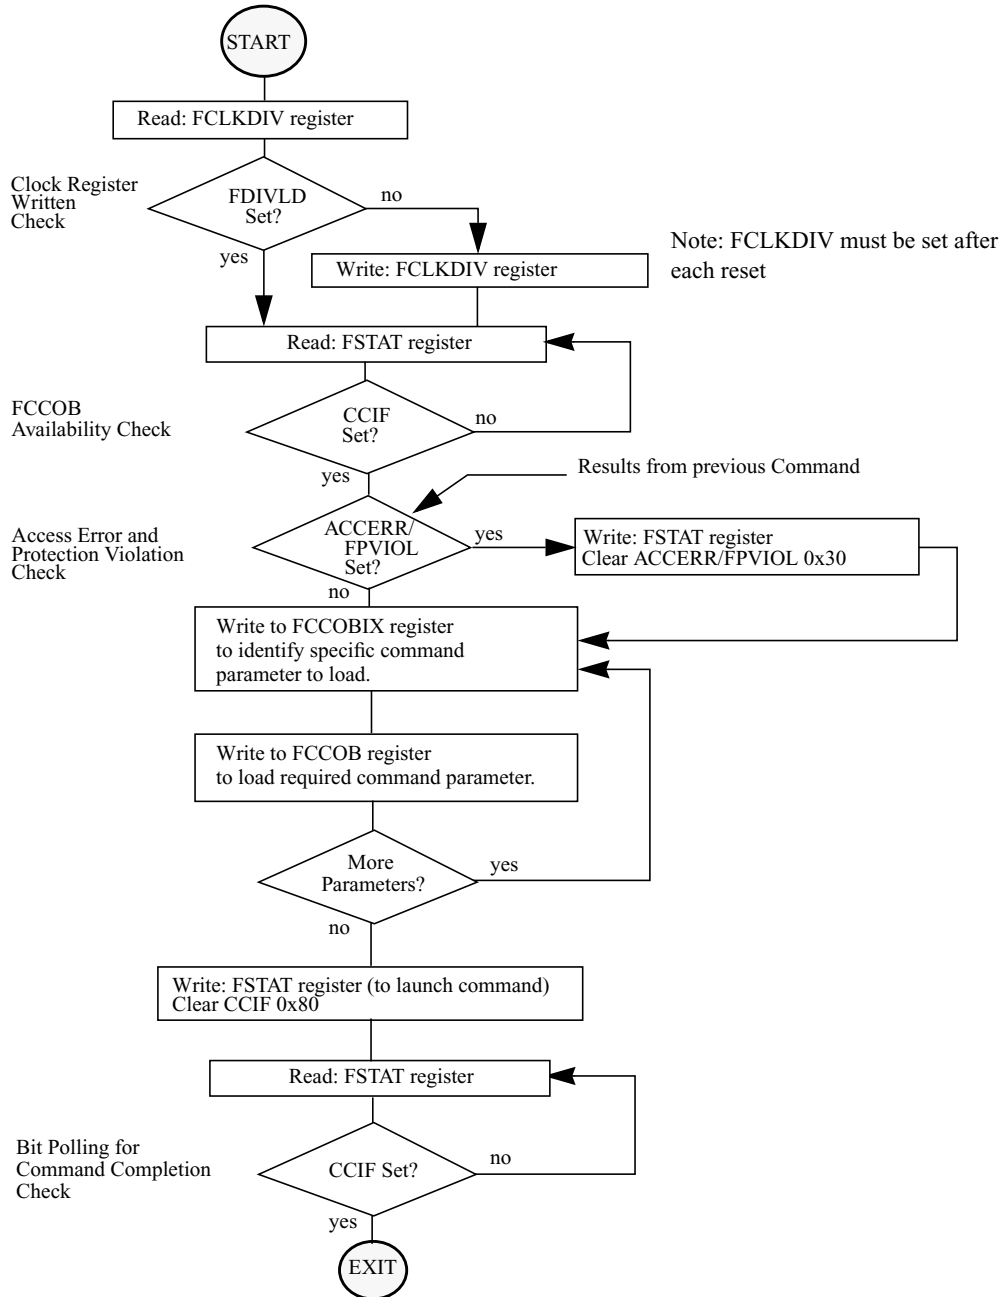 START
Read: FCLKDIV register
Clock Register
Written
Check
FDIVLD
Set?
no
yes
Note: FCLKDIV must be set after
each reset
Write: FCLKDIV register
Read: FSTAT register
FCCOB
Availability Check
CCIF
Set?
no
yes
Results from previous Command
Access Error and
Protection Violation
Check
ACCERR/
FPVIOL
Set?
yes
no
Write: FSTAT register
Clear ACCERR/FPVIOL 0x30
Write to FCCOBIX register
to identify specific command
parameter to load.
Write to FCCOB register
to load required command parameter.
More
Parameters?
yes
no
Write: FSTAT register (to launch command)
Clear CCIF 0x80
Read: FSTAT register
Bit Polling for
Command Completion
Check
CCIF Set?
no
yes
EXIT